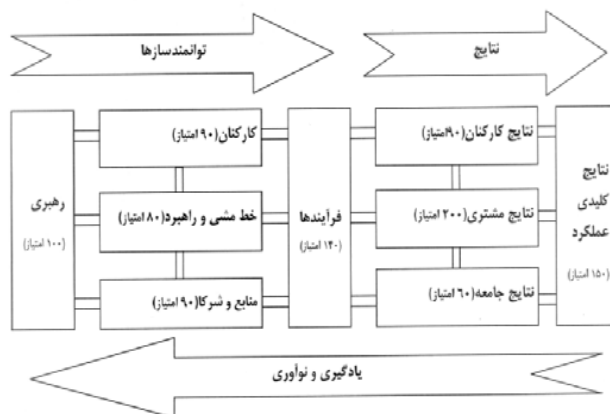 توانمندسازها
نتایج
رهبری
(۱۰۰ امتیاز)
کارکنان(۹۰ امتیاز)
خط مشی و راهبرد(۸۰ امتیاز)
منابع و شرکا(۹۰ امتیاز)
فرآیندها
(۱۴۰ امتیاز)
نتایج کارکنان(۹۰امتیاز)
نتایج مشتری(۲۰۰ امتیاز)
نتایج جامعه(۶۰ امتیاز)
نتایج
کلیدی
عملکرد
(۱۵۰ امتیاز)
یادگیری و نوآوری